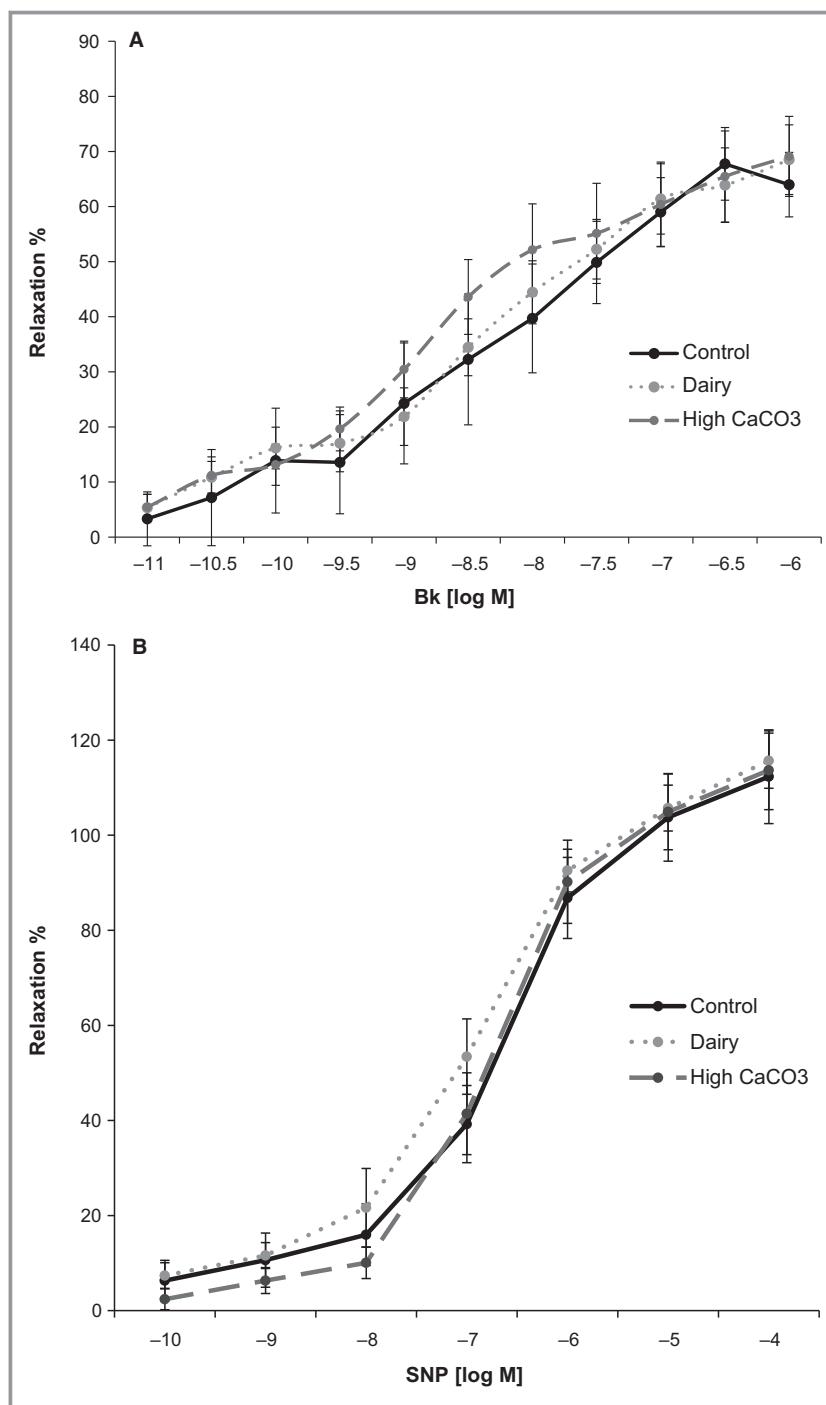 A
90
80
70
60
50
40
30
20
10
0
Relaxation %
Control
Dairy
High CaCO3
–11 –10.5 –10 –9.5 –9 –8.5 –8 –7.5 –7 –6.5 –6
Bk [log M]
B
140
120
100
80
60
40
20
0
Relaxation %
Control
Dairy
High CaCO3
–10 –9 –8 –7 –6 –5 –4
SNP [log M]